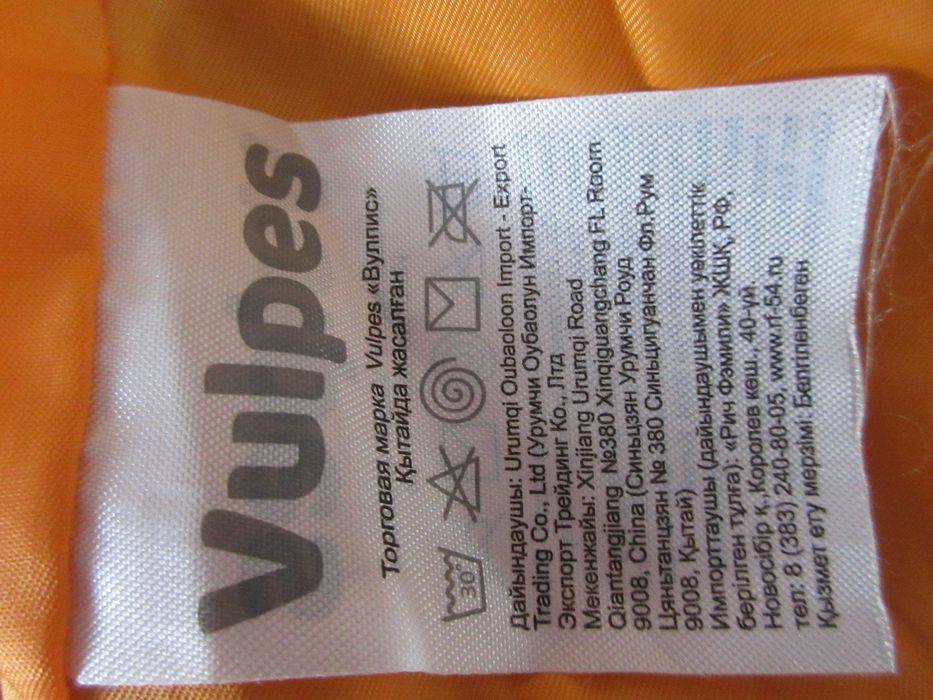 Vulpes
Торговая марка Vulpes «Вулпис»
Қытайда жасалған
30°
Дайындаушы: Urumqi Oubaoloon Import - Export
Trading Co., Ltd (Урумчи Оубаолун Импорт-
Экспорт Трейдинг Ко., Лтд
Мекенжайы: Xinjiang Urumqi Road
Qiantangjiang №380 Xinqiguangchang FL Room
9008, China (Синьцзян Урумчи Роуд
Цяньтанцзян № 380 Синьцигуанчан Фл.Рум
9008, Қытай)
Импорттаушы (дайындаушымен уәкілеттік
берілген тұлға): «Рич Фэмили» ЖШК, РФ,
Новосібір қ.,Королев көш, 40-үй
тел: 8 (383) 240-80-05, www.rf-54.ru
Қызмет ету мерзімі: Белгіленбеген